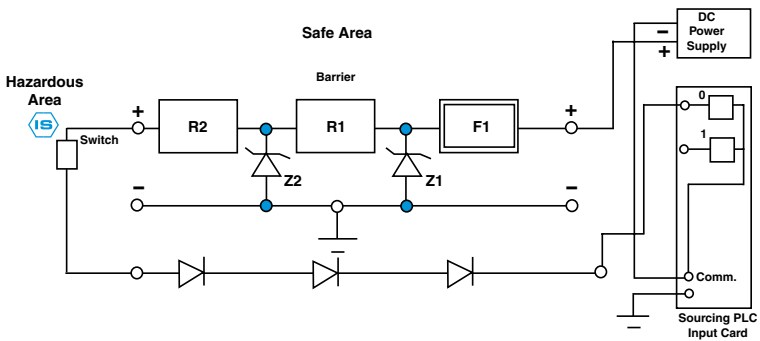 DC
Power
Supply
−
+
Safe Area
Barrier
Hazardous
Area
IS
Switch
+
R2
R1
F1
+
0
1
Z2
Z1
−
−
Comm.
Sourcing PLC
Input Card